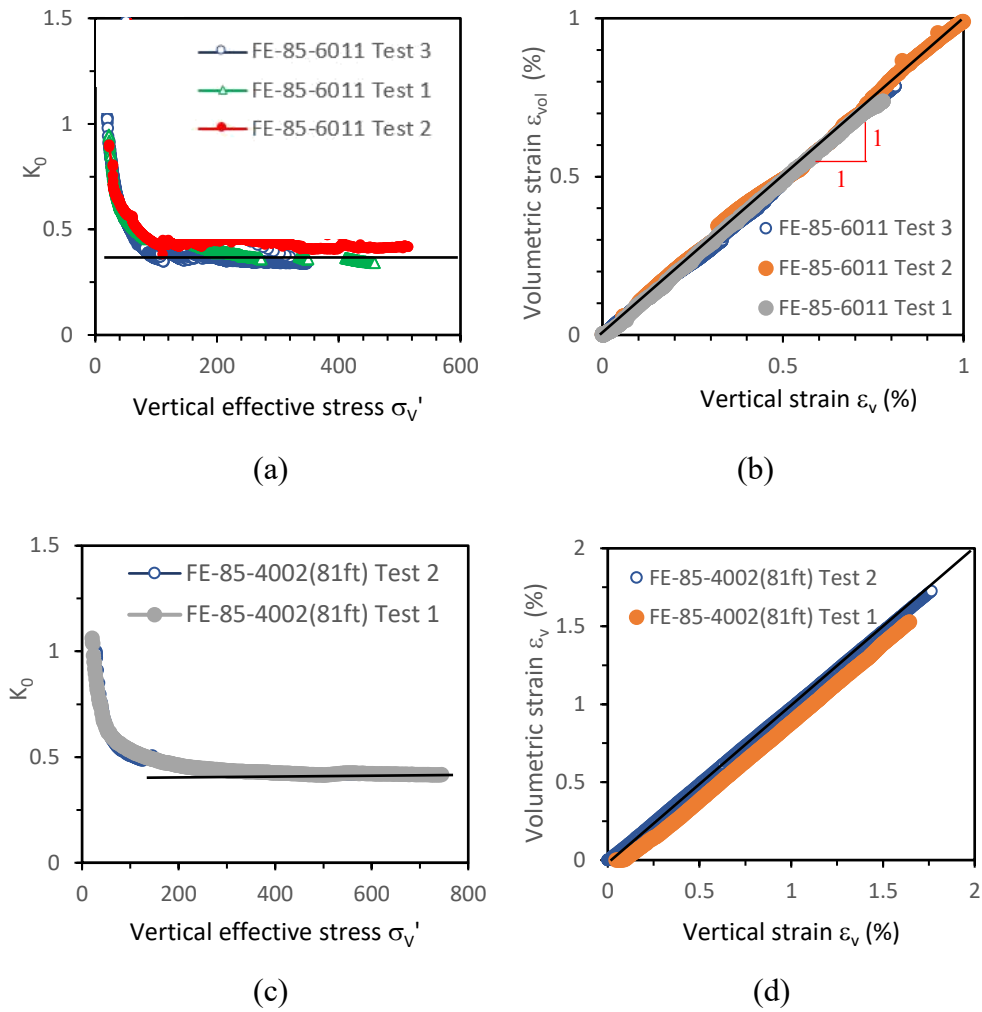 1.5
1
0.5
0
K0
FE-85-6011 Test 3
FE-85-6011 Test 1
FE-85-6011 Test 2
0 200 400 600
Vertical effective stress σV'
(a)
1
0.5
0
Volumetric strain εvol (%)
1
1
FE-85-6011 Test 3
FE-85-6011 Test 2
FE-85-6011 Test 1
0 0.5 1
Vertical strain εv (%)
(b)
1.5
1
0.5
0
K0
FE-85-4002(81ft) Test 2
FE-85-4002(81ft) Test 1
0 200 400 600 800
Vertical effective stress σV'
(c)
2
1.5
1
0.5
0
Volumetric strain εv (%)
FE-85-4002(81ft) Test 2
FE-85-4002(81ft) Test 1
0 0.5 1 1.5 2
Vertical strain εv (%)
(d)